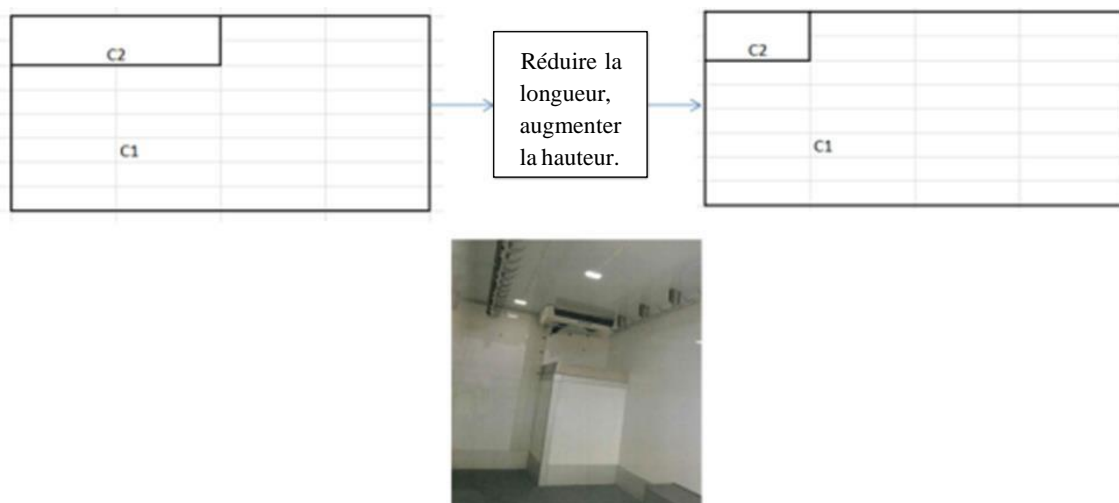 C2
C1
Réduire la
longueur,
augmenter
la hauteur.
C2
C1